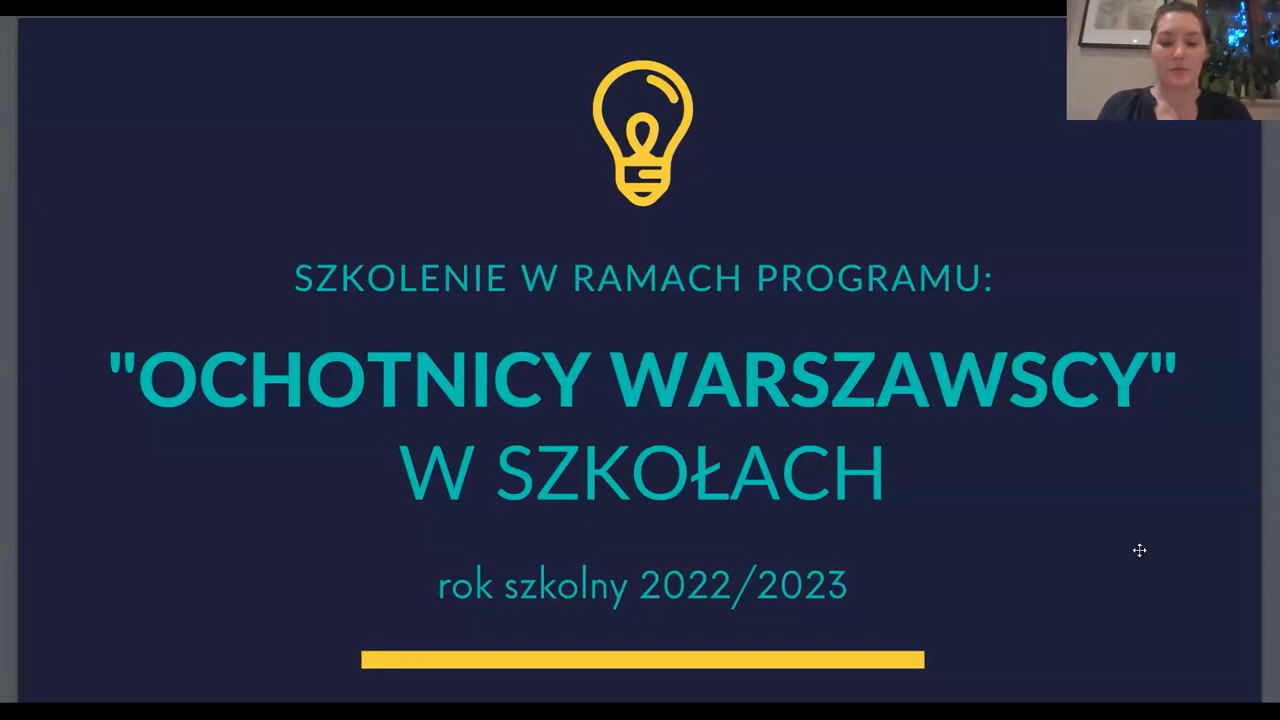 SZKOLENIE W RAMACH PROGRAMU:
"OCHOTNICY WARSZAWSCY"
W SZKOŁACH
rok szkolny 2022/2023